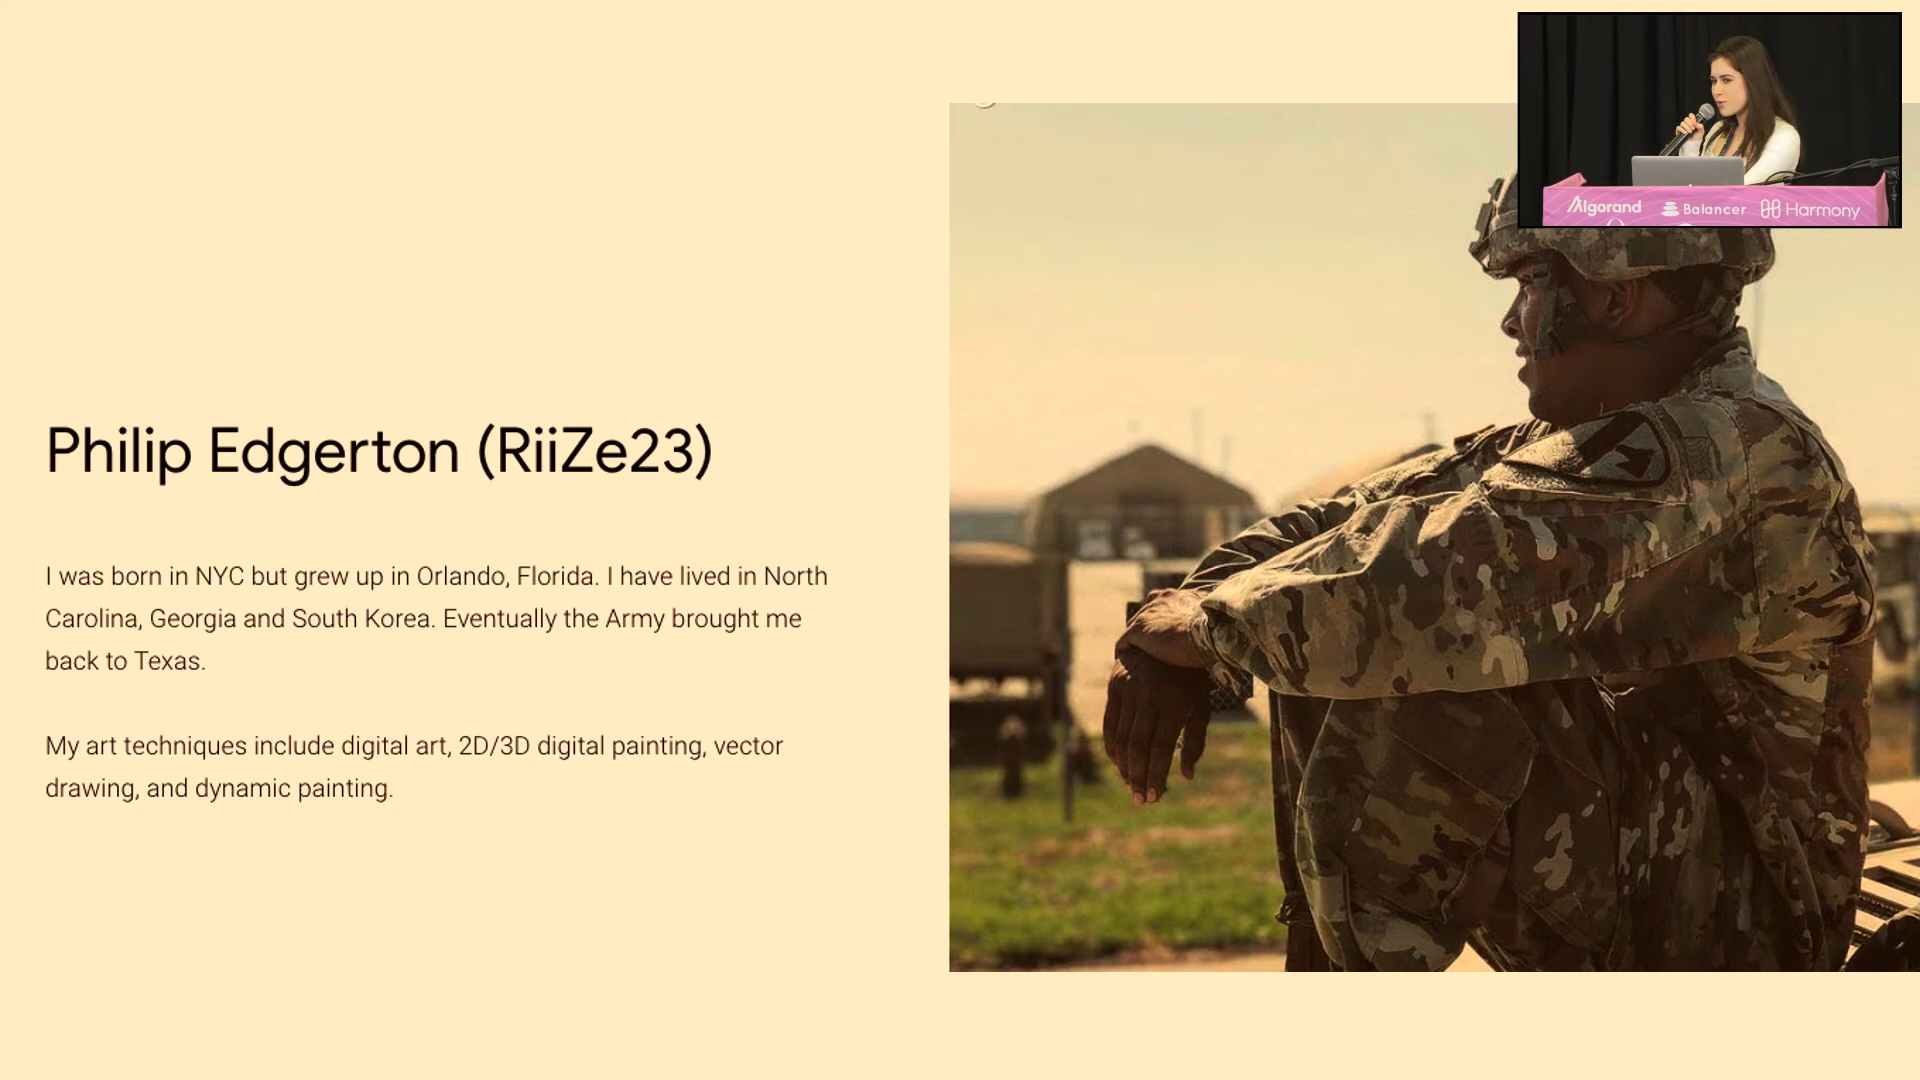 Algorand Balancer Harmony
Philip Edgerton (RiiZe23)
I was born in NYC but grew up in Orlando, Florida. I have lived in North
Carolina, Georgia and South Korea. Eventually the Army brought me
back to Texas.
My art techniques include digital art, 2D/3D digital painting, vector
drawing, and dynamic painting.